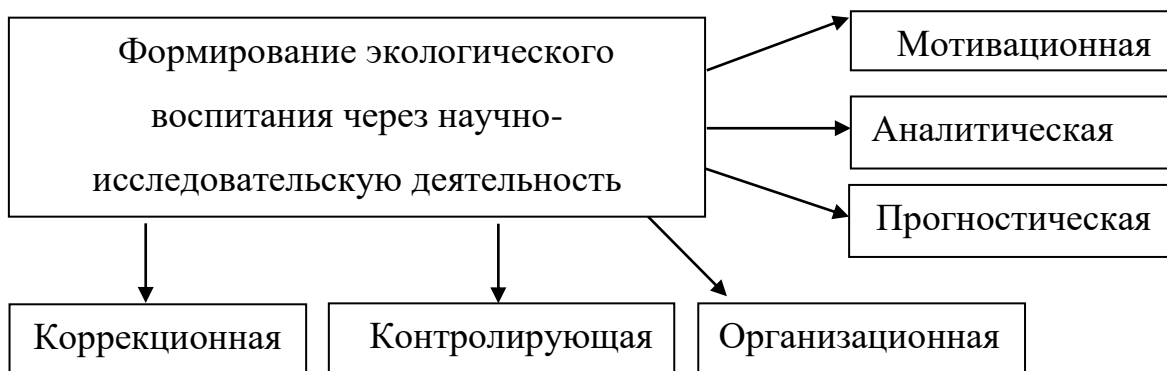 Формирование экологического
воспитания через научно-
исследовательскую деятельность
Мотивационная
Аналитическая
Прогностическая
Коррекционная
Контролирующая
Организационная